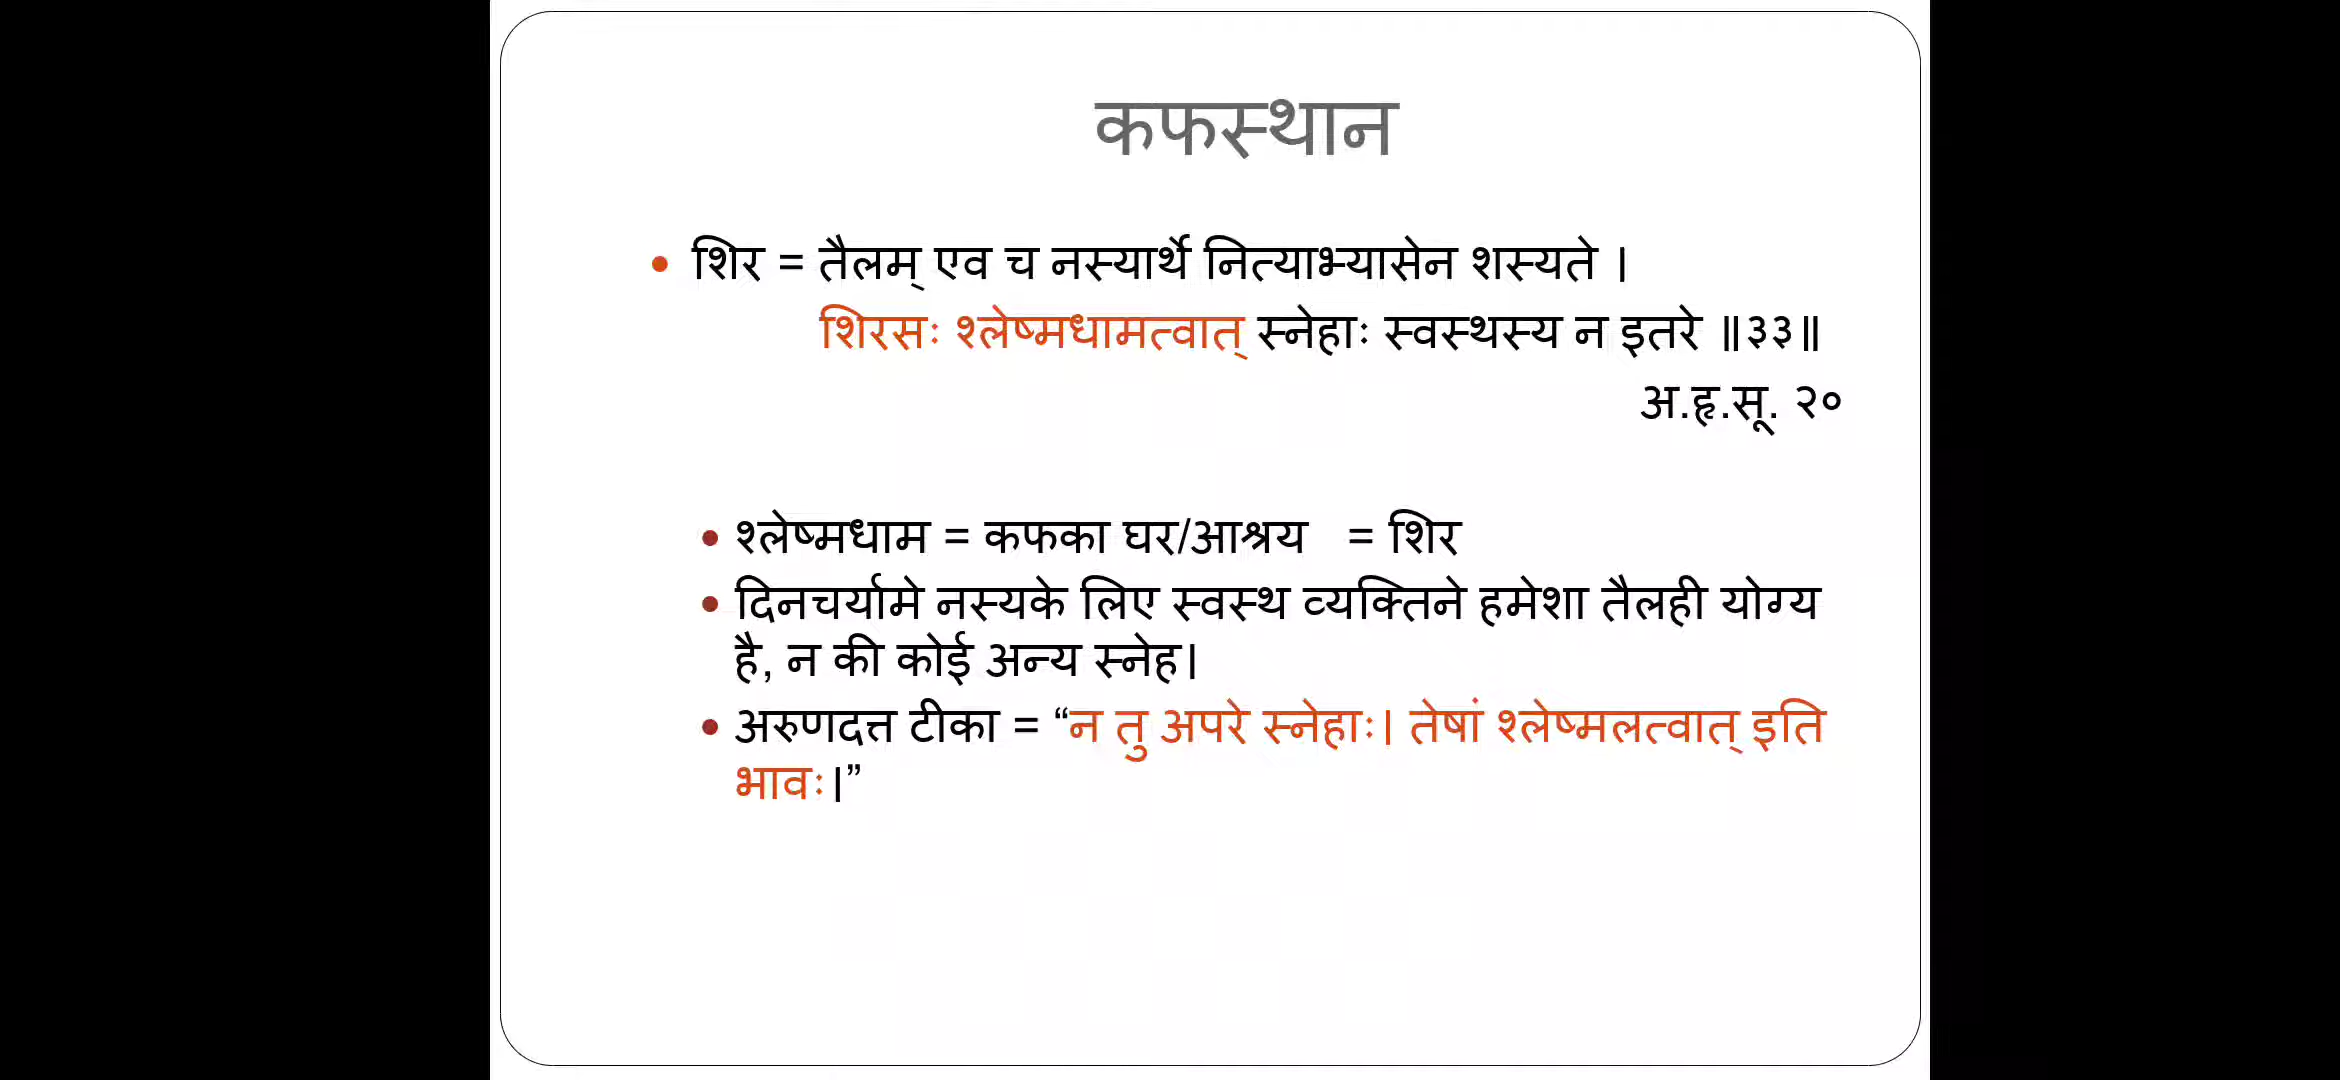 कफस्थान
• शिर = तैलम् एव च नस्यार्थे नित्याभ्यासेन शस्यते ।
शिरसः श्लेष्मधामत्वात् स्नेहाः स्वस्थस्य न इतरे ॥३३॥
अ.हृ.सू. २०
• श्लेष्मधाम = कफका घर/आश्रय = शिर
• दिनचर्यामे नस्यके लिए स्वस्थ व्यक्तिने हमेशा तैलही योग्य
है, न की कोई अन्य स्नेह।
• अरुणदत्त टीका = “न तु अपरे स्नेहाः। तेषां श्लेष्मलत्वात् इति
भावः।”